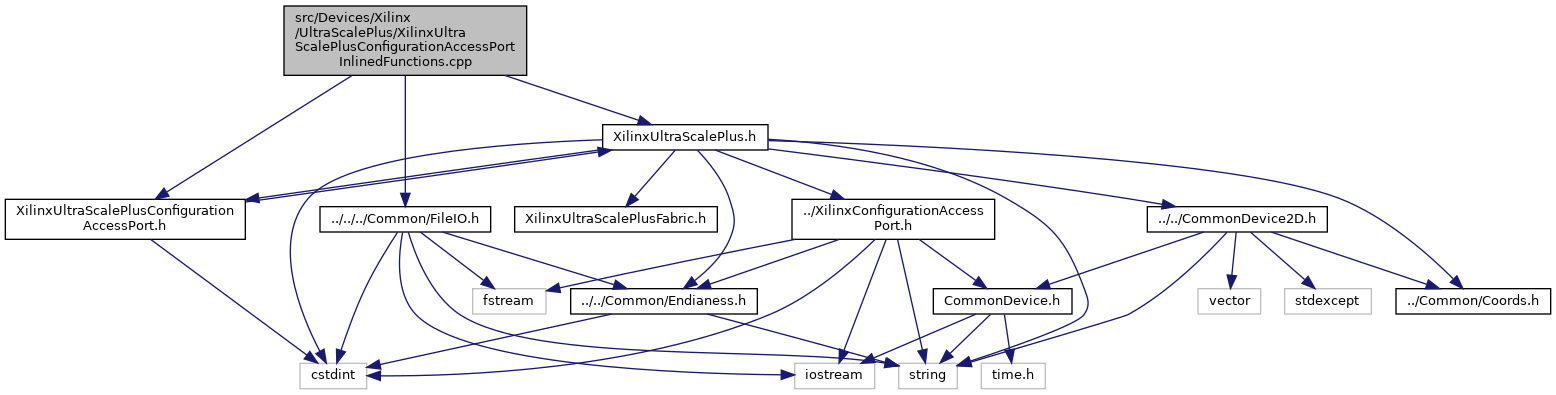 src/Devices/Xilinx
/UltraScalePlus/XilinxUltra
ScalePlusConfigurationAccessPort
InlinedFunctions.cpp
XilinxUltraScalePlus.h
XilinxUltraScalePlusConfiguration
AccessPort.h
../../../Common/FileIO.h
XilinxUltraScalePlusFabric.h
../XilinxConfigurationAccess
Port.h
../../CommonDevice2D.h
fstream
../../Common/Endianess.h
CommonDevice.h
vector
stdexcept
../Common/Coords.h
cstdint
iostream
string
time.h